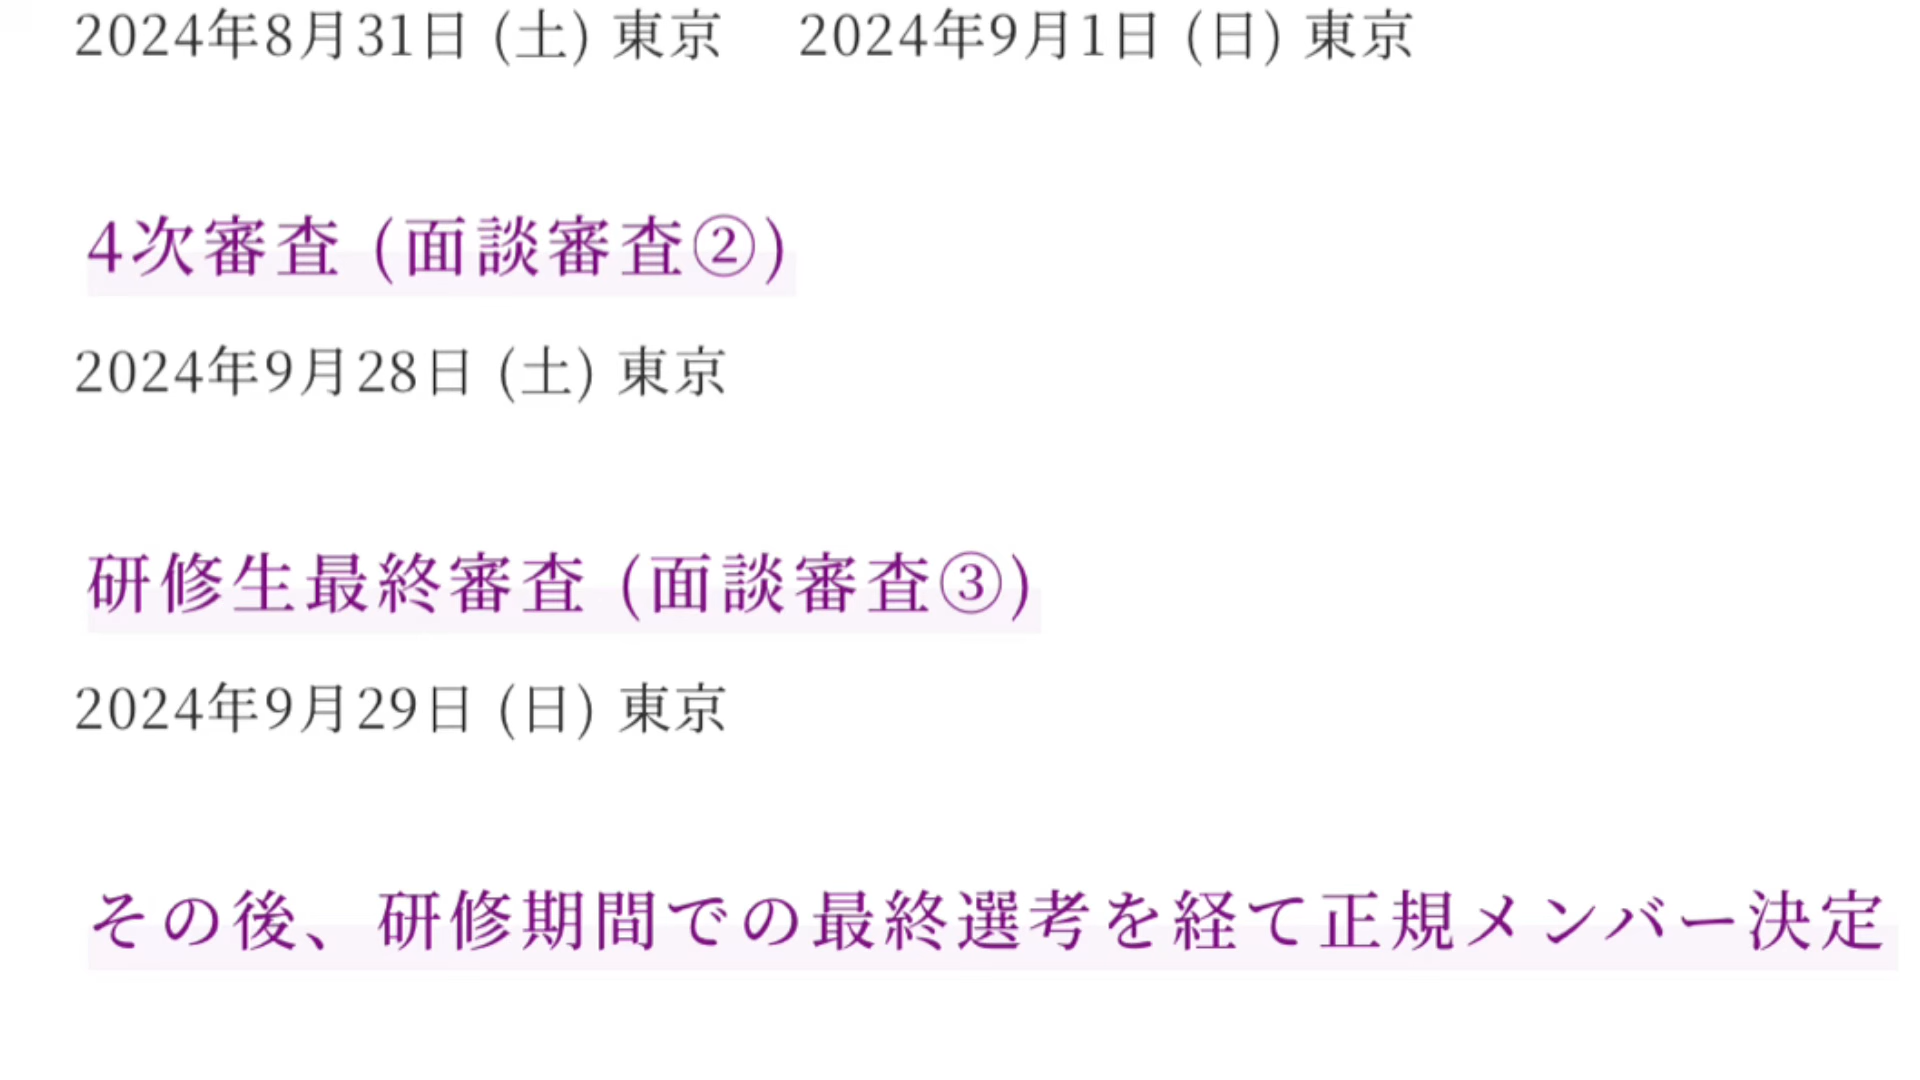 2024年8月31日 (土) 東京　2024年9月1日 (日) 東京
4次審査 (面談審査②)
2024年9月28日 (土) 東京
研修生最終審査 (面談審査③)
2024年9月29日 (日) 東京
その後、研修期間での最終選考を経て正規メンバー決定